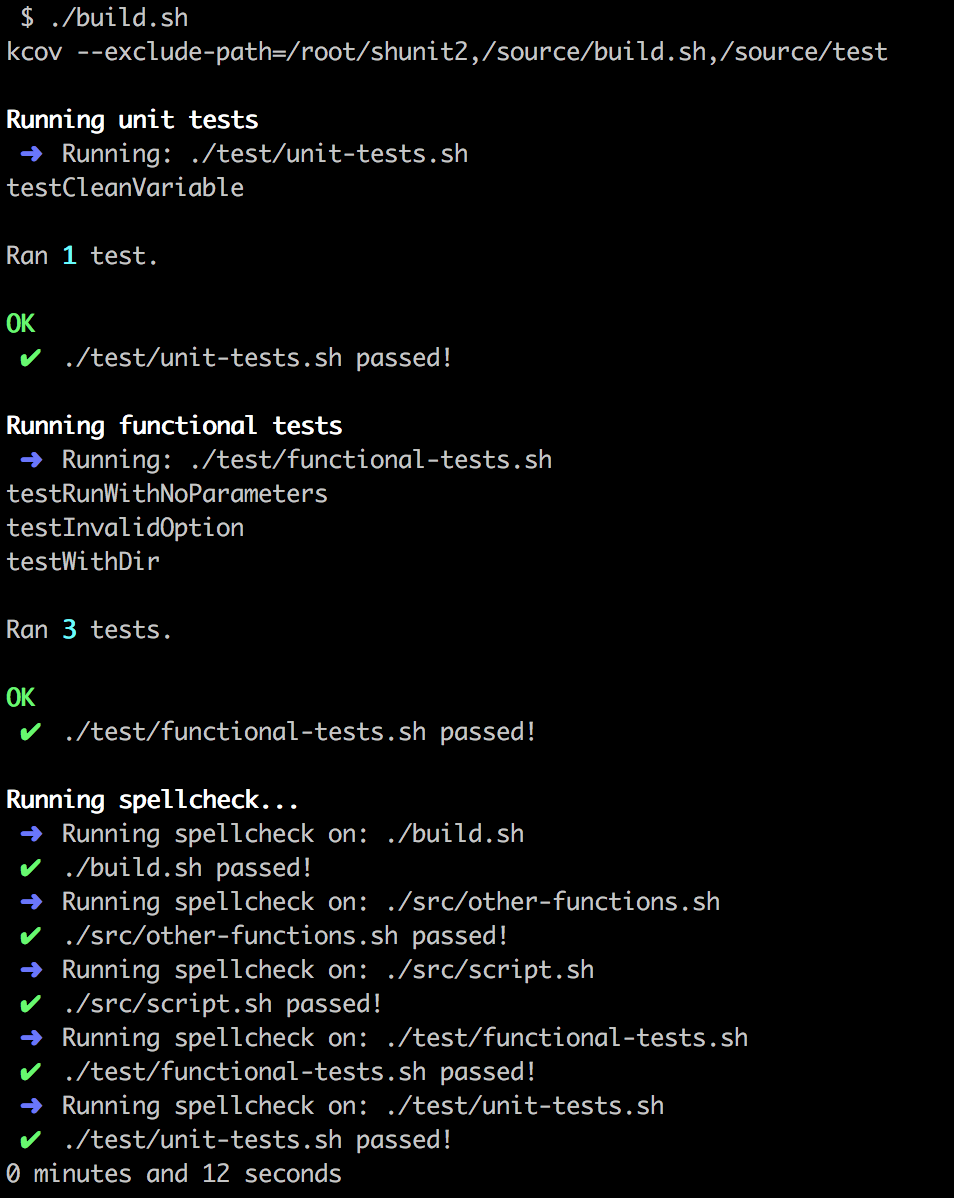 $ ./build.sh
kcov --exclude-path=/root/shunit2,/source/build.sh,/source/test
Running unit tests
➜ Running: ./test/unit-tests.sh
testCleanVariable
Ran 1 test.
OK
✔ ./test/unit-tests.sh passed!
Running functional tests
➜ Running: ./test/functional-tests.sh
testRunWithNoParameters
testInvalidOption
testWithDir
Ran 3 tests.
OK
✔ ./test/functional-tests.sh passed!
Running spellcheck...
➜ Running spellcheck on: ./build.sh
✔ ./build.sh passed!
➜ Running spellcheck on: ./src/other-functions.sh
✔ ./src/other-functions.sh passed!
➜ Running spellcheck on: ./src/script.sh
✔ ./src/script.sh passed!
➜ Running spellcheck on: ./test/functional-tests.sh
✔ ./test/functional-tests.sh passed!
➜ Running spellcheck on: ./test/unit-tests.sh
✔ ./test/unit-tests.sh passed!
0 minutes and 12 seconds